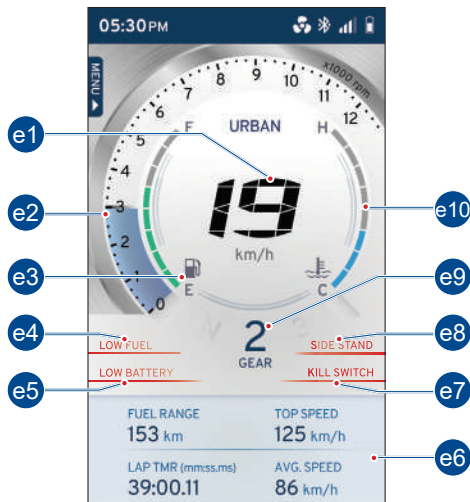 05:30 PM
MENU
x1000 rpm
0
1
2
3
4
5
6
7
8
9
10
11
12
F
URBAN
H
19
km/h
E
C
N
2
3
GEAR
LOW FUEL
SIDE STAND
LOW BATTERY
KILL SWITCH
FUEL RANGE
TOP SPEED
153 km
125 km/h
LAP TMR (mm:ss.ms)
AVG. SPEED
39:00.11
86 km/h
e1
e2
e3
e4
e5
e10
e9
e8
e7
e6